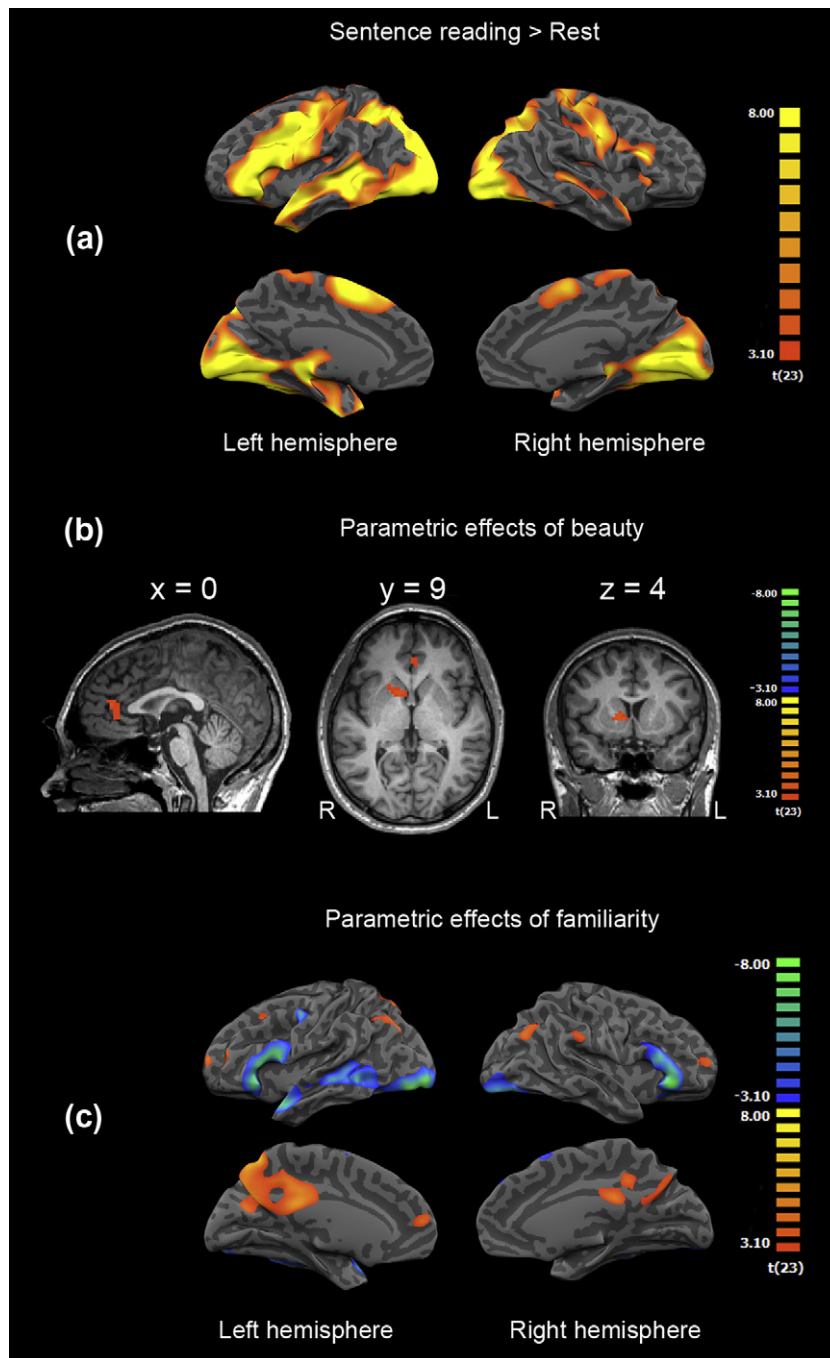 Sentence reading > Rest
8.00
(a)
3.10
t(23)
Left hemisphere
Right hemisphere
(b)
Parametric effects of beauty
x = 0
y = 9
z = 4
-8.00
-3.10
8.00
3.10
t(23)
R
L
R
L
Parametric effects of familiarity
-8.00
-3.10
8.00
(c)
3.10
t(23)
Left hemisphere
Right hemisphere